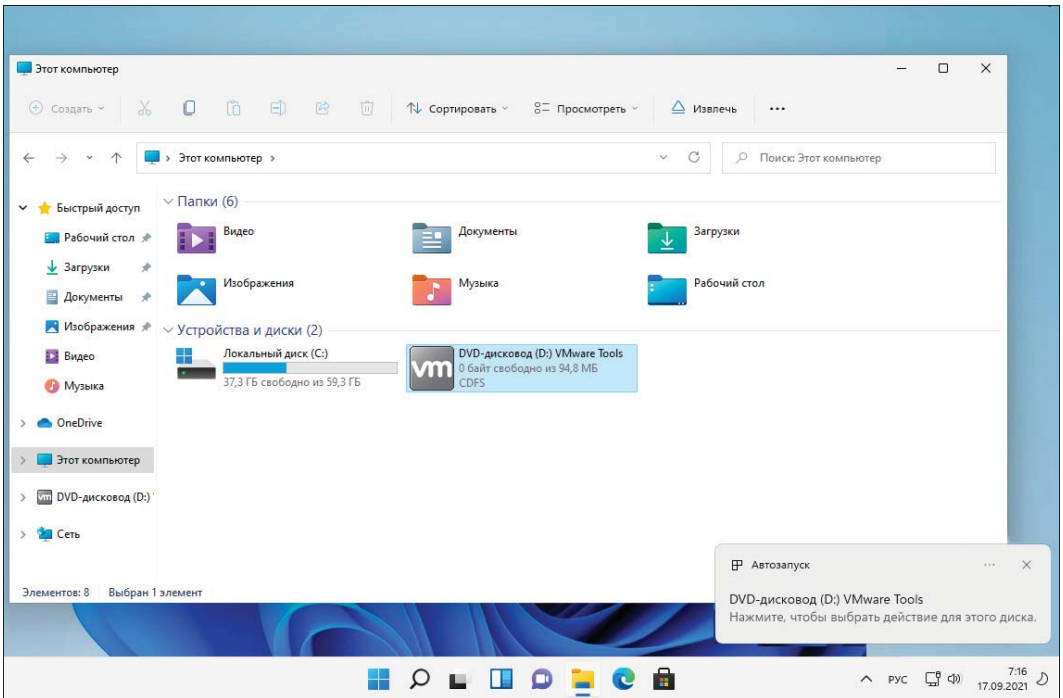 Этот компьютер
Создать
Сортировать
Просмотреть
Извлечь
Этот компьютер
Поиск: Этот компьютер
Быстрый доступ
Рабочий стол
Загрузки
Документы
Изображения
Видео
Музыка
OneDrive
Этот компьютер
DVD-дисковод (D:)
Сеть
Папки (6)
Видео
Документы
Загрузки
Изображения
Музыка
Рабочий стол
Устройства и диски (2)
Локальный диск (C:)
37,3 ГБ свободно из 59,3 ГБ
vm
DVD-дисковод (D:) VMware Tools
0 байт свободно из 94,8 МБ
CDFS
Элементов: 8 Выбран 1 элемент
Автозапуск
DVD-дисковод (D:) VMware Tools
Нажмите, чтобы выбрать действие для этого диска.
РУС
7:16
17.09.2021